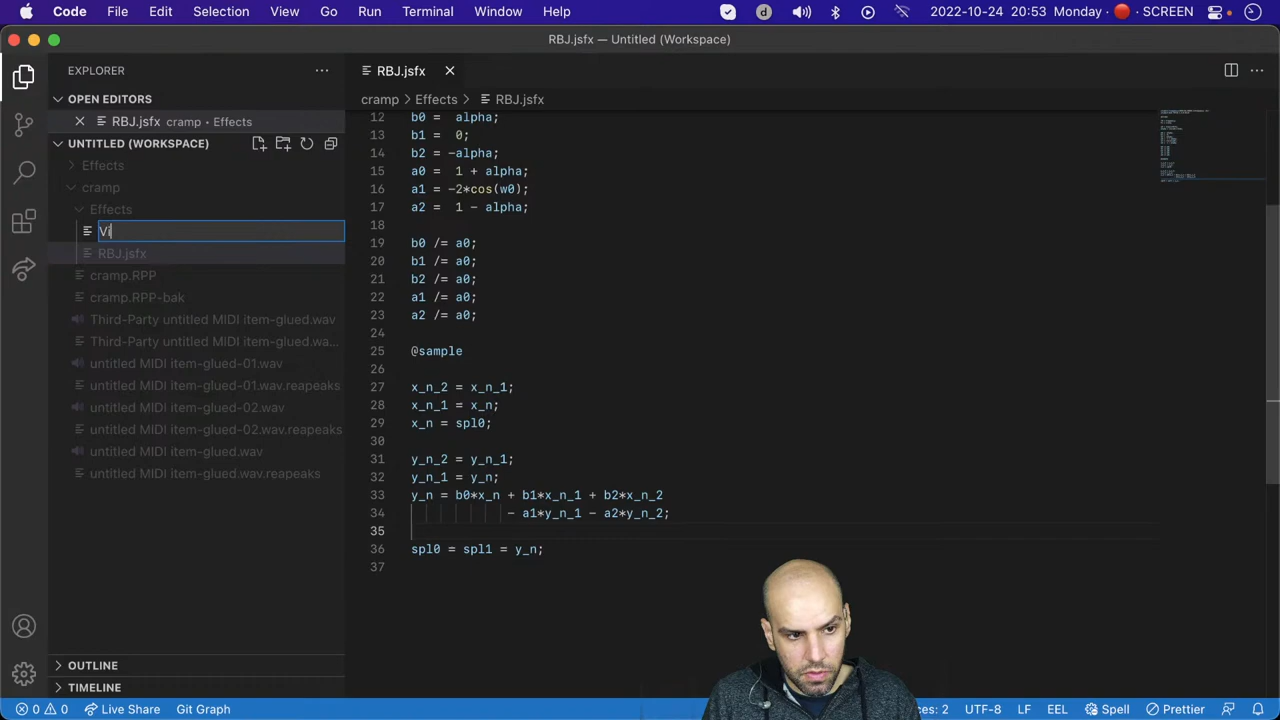 Code File Edit Selection View Go Run Terminal Window Help 2022-10-24 20:53 Monday SCREEN
RBJ.jsfx — Untitled (Workspace)
EXPLORER
RBJ.jsfx
OPEN EDITORS
cramp > Effects > RBJ.jsfx
RBJ.jsfx cramp • Effects
UNTITLED (WORKSPACE)
Effects
cramp
Effects
Vi
RBJ.jsfx
cramp.RPP
cramp.RPP-bak
Third-Party untitled MIDI item-glued.wav
Third-Party untitled MIDI item-glued.wa...
untitled MIDI item-glued-01.wav
untitled MIDI item-glued-01.wav.reapeaks
untitled MIDI item-glued-02.wav
untitled MIDI item-glued-02.wav.reapeaks
untitled MIDI item-glued.wav
untitled MIDI item-glued.wav.reapeaks
OUTLINE
TIMELINE
12 b0 = alpha;
13 b1 = 0;
14 b2 = -alpha;
15 a0 = 1 + alpha;
16 a1 = -2*cos(w0);
17 a2 = 1 - alpha;
18
19 b0 /= a0;
20 b1 /= a0;
21 b2 /= a0;
22 a1 /= a0;
23 a2 /= a0;
24
25 @sample
26
27 x_n_2 = x_n_1;
28 x_n_1 = x_n;
29 x_n = spl0;
30
31 y_n_2 = y_n_1;
32 y_n_1 = y_n;
33 y_n = b0*x_n + b1*x_n_1 + b2*x_n_2
34 - a1*y_n_1 - a2*y_n_2;
35
36 spl0 = spl1 = y_n;
37
0 0 Live Share Git Graph ces: 2 UTF-8 LF EEL Spell Prettier